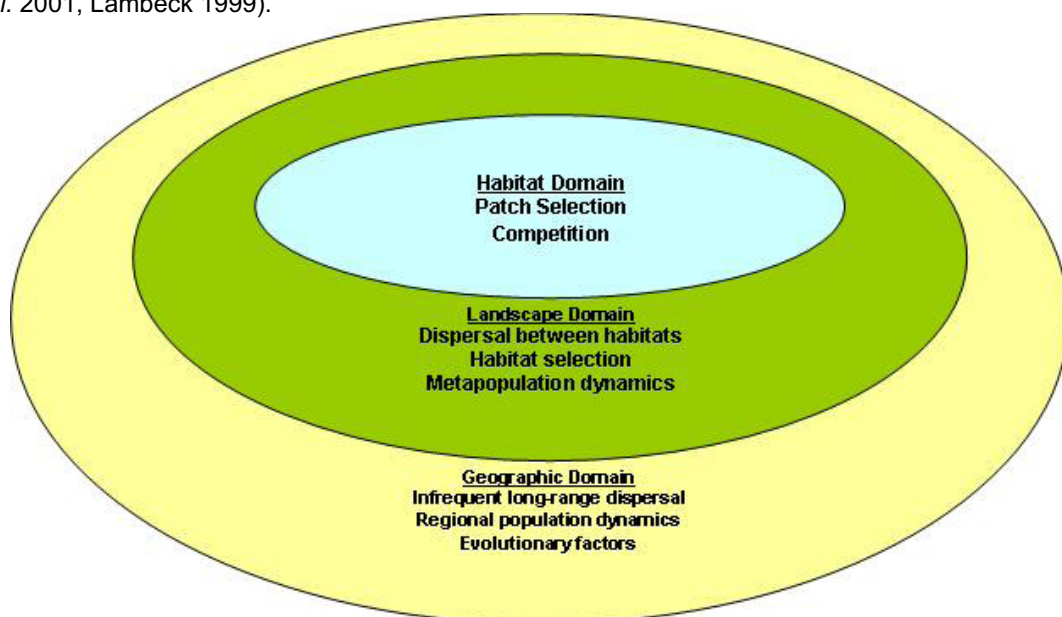 l. 2001, Lambeck 1999).
Habitat Domain
Patch Selection
Competition
Landscape Domain
Dispersal between habitats
Habitat selection
Metapopulation dynamics
Geographic Domain
Infrequent long-range dispersal
Regional population dynamics
Evolutionary factors